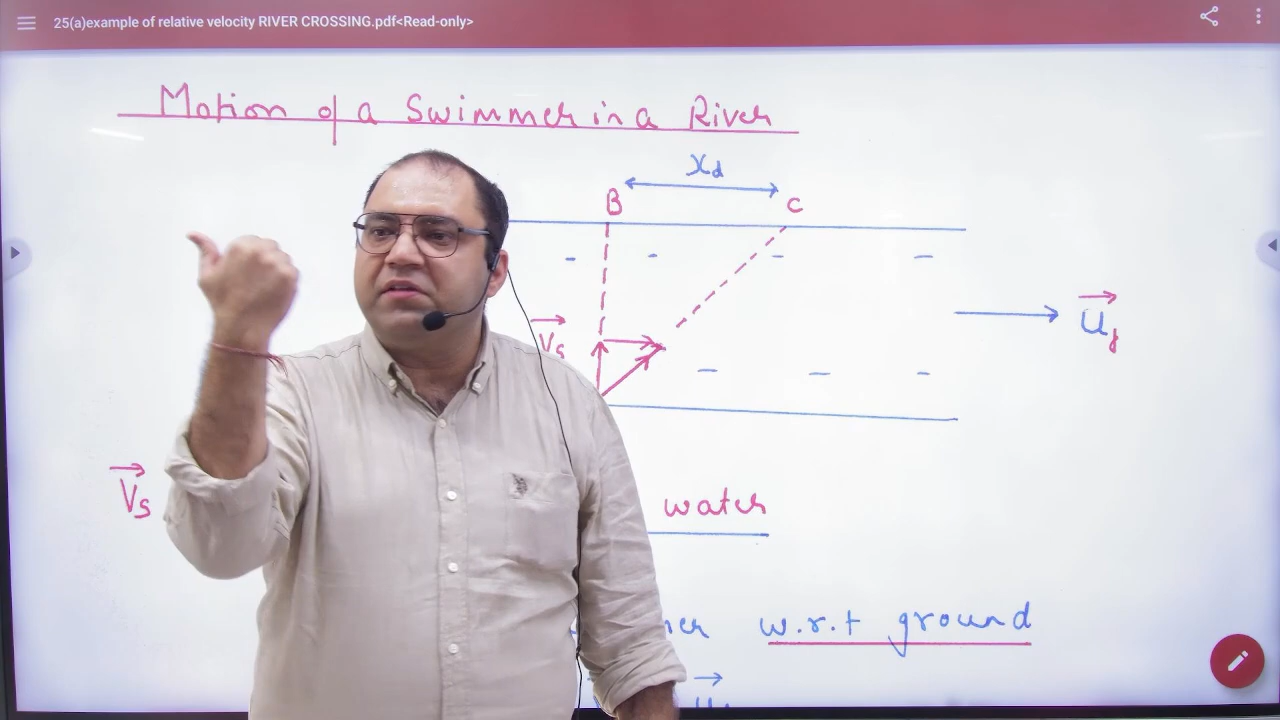 25(a)example of relative velocity RIVER CROSSING.pdf<Read-only>
Motion of a Swimmer in a River
x_d
B C
V_s
u_f
V_s water
w.r.t ground